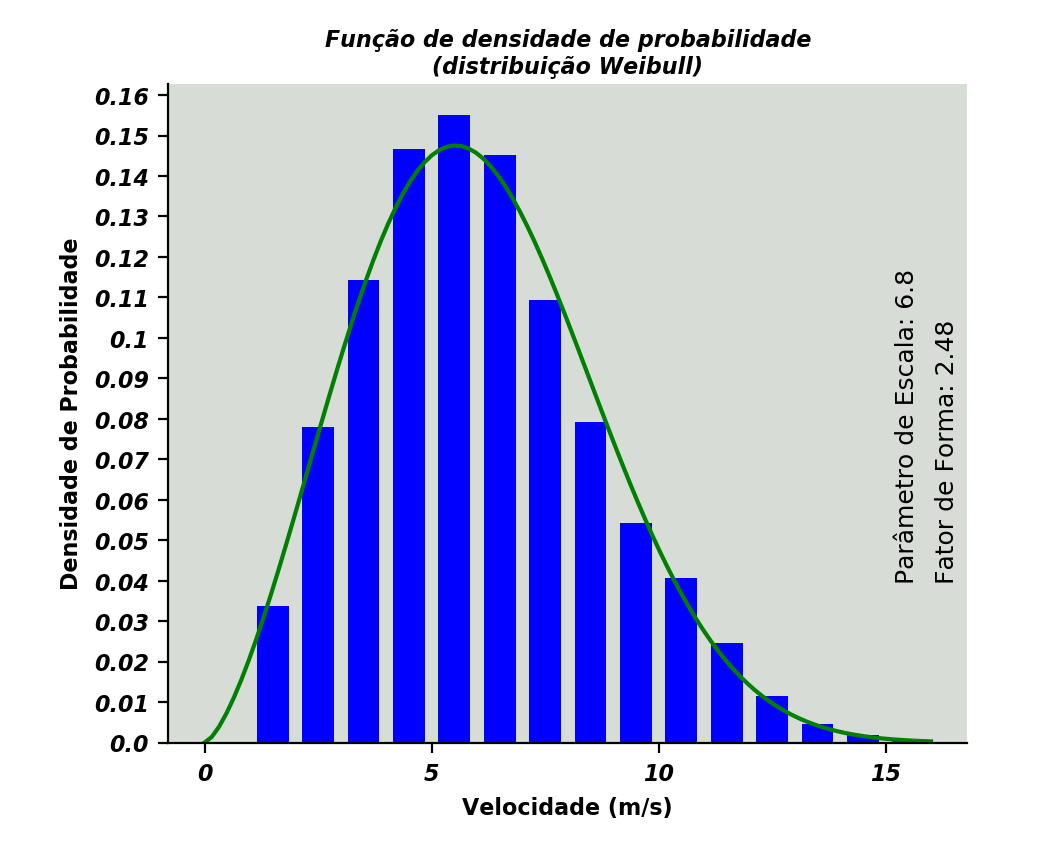 Função de densidade de probabilidade
(distribuição Weibull)
0.16
0.15
0.14
0.13
0.12
0.11
0.1
0.09
0.08
0.07
0.06
0.05
0.04
0.03
0.02
0.01
0.0
Densidade de Probabilidade
Parâmetro de Escala: 6.8
Fator de Forma: 2.48
0 5 10 15
Velocidade (m/s)